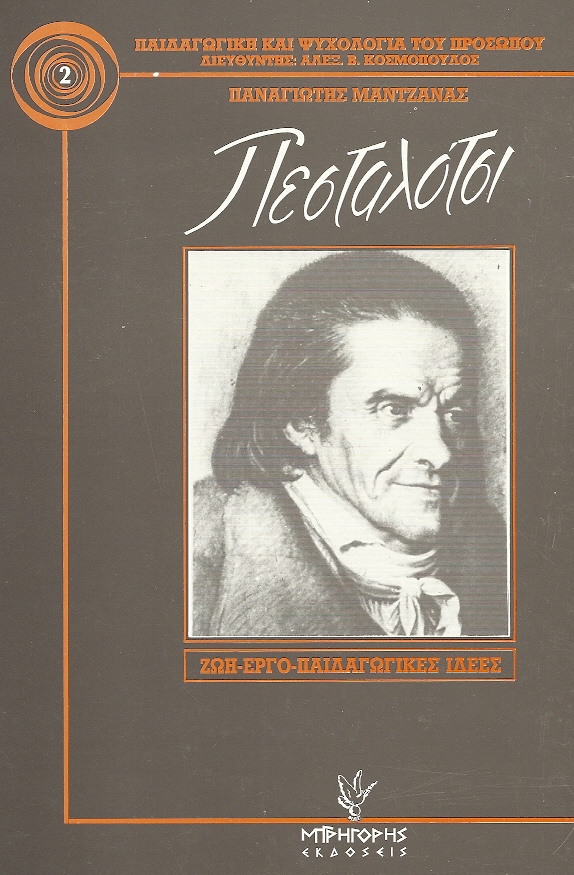 2
ΠΑΙΔΑΓΩΓΙΚΗ ΚΑΙ ΨΥΧΟΛΟΓΙΑ ΤΟΥ ΠΡΟΣΩΠΟΥ
ΔΙΕΥΘΥΝΤΗΣ: ΑΛΕΞ. Β. ΚΟΣΜΟΠΟΥΛΟΣ
ΠΑΝΑΓΙΩΤΗΣ ΜΑΝΤΖΑΝΑΣ
Πεσταλότσι
ΖΩΗ-ΕΡΓΟ-ΠΑΙΔΑΓΩΓΙΚΕΣ ΙΔΕΕΣ
Μ.Π. ΓΡΗΓΟΡΗΣ
ΕΚΔΟΣΕΙΣ